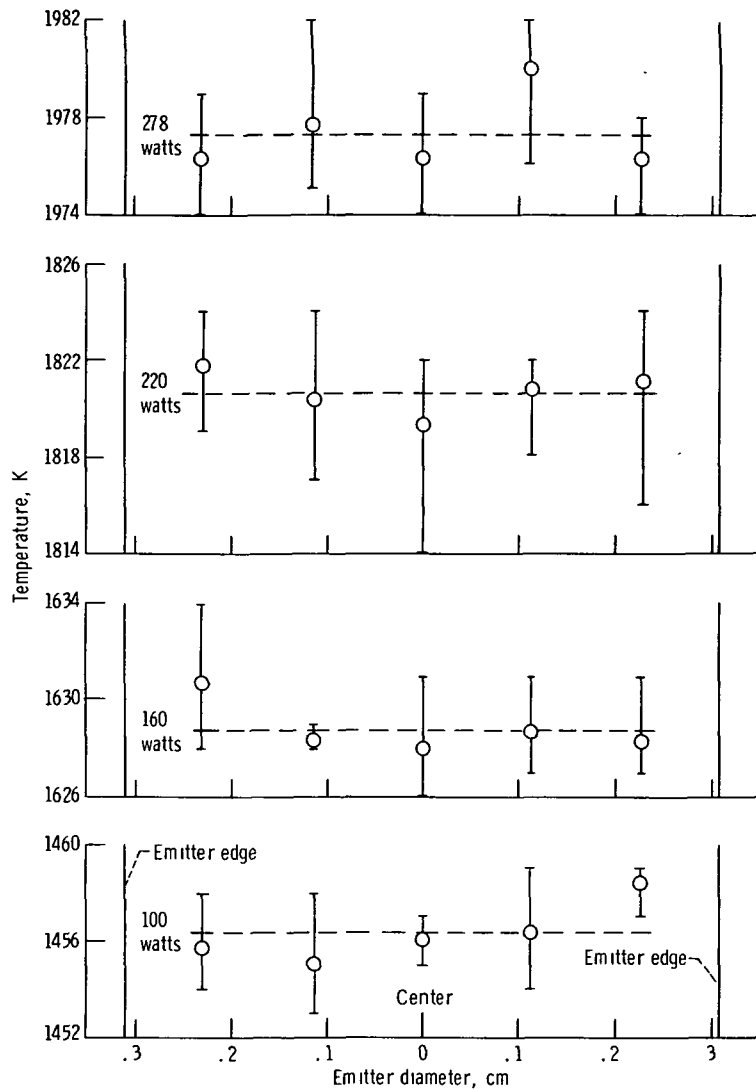 1982
1978
1974
278
watts
1826
1822
1818
1814
220
watts
Temperature, K
1634
1630
1626
160
watts
1460
1456
1452
Emitter edge
100
watts
Center
Emitter edge
.3 .2 .1 0 .1 .2 3
Emitter diameter, cm